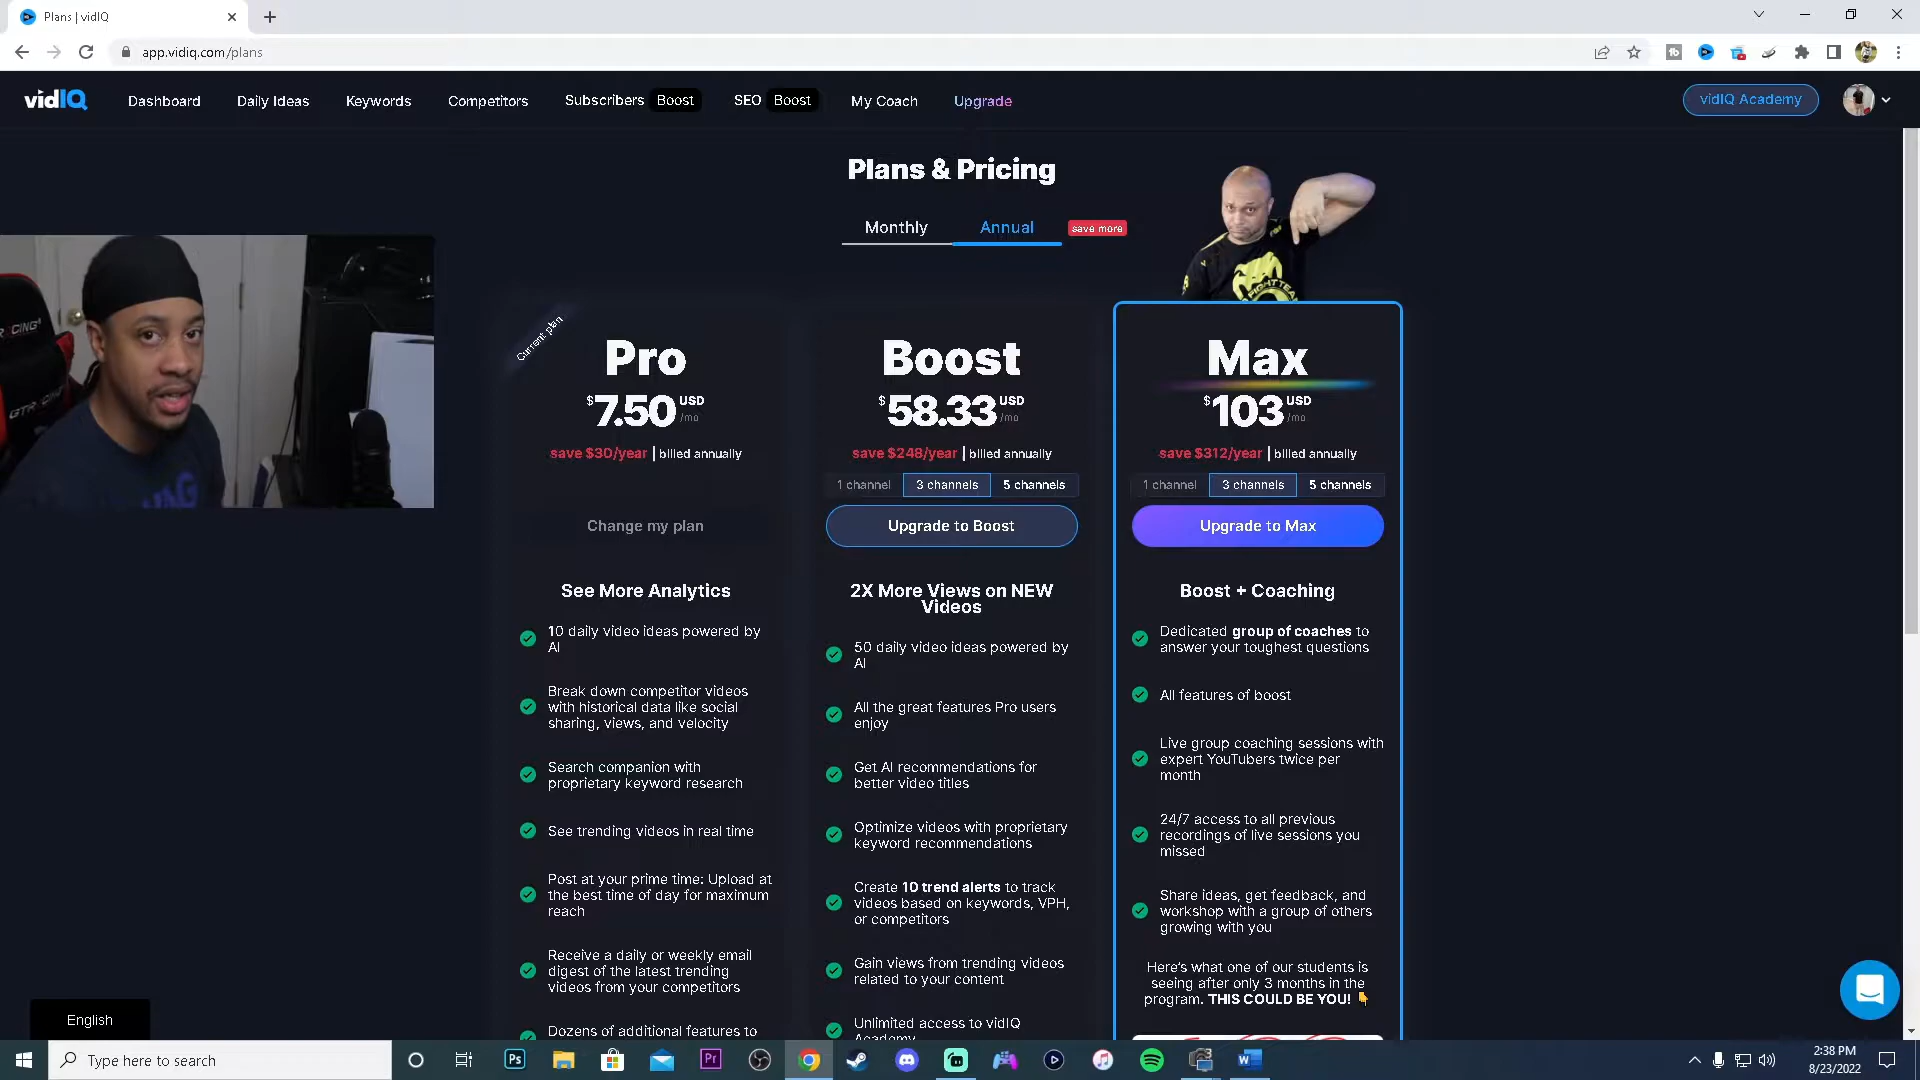 Plans | vidIQ
app.vidiq.com/plans
vidIQ
Dashboard
Daily Ideas
Keywords
Competitors
Subscribers Boost
SEO Boost
My Coach
Upgrade
vidIQ Academy
Plans & Pricing
Monthly
Annual
save more
FIGHT TEAM
GTRACING
Current plan
Pro
$7.50 USD /mo
save $30/year | billed annually
Change my plan
See More Analytics
10 daily video ideas powered by
AI
Break down competitor videos
with historical data like social
sharing, views, and velocity
Search companion with
proprietary keyword research
See trending videos in real time
Post at your prime time: Upload at
the best time of day for maximum
reach
Receive a daily or weekly email
digest of the latest trending
videos from your competitors
Dozens of additional features to
Boost
$58.33 USD /mo
save $248/year | billed annually
1 channel
3 channels
5 channels
Upgrade to Boost
2X More Views on NEW
Videos
50 daily video ideas powered by
AI
All the great features Pro users
enjoy
Get AI recommendations for
better video titles
Optimize videos with proprietary
keyword recommendations
Create 10 trend alerts to track
videos based on keywords, VPH,
or competitors
Gain views from trending videos
related to your content
Unlimited access to vidIQ
Academy
Max
$103 USD /mo
save $312/year | billed annually
1 channel
3 channels
5 channels
Upgrade to Max
Boost + Coaching
Dedicated group of coaches to
answer your toughest questions
All features of boost
Live group coaching sessions with
expert YouTubers twice per
month
24/7 access to all previous
recordings of live sessions you
missed
Share ideas, get feedback, and
workshop with a group of others
growing with you
Here's what one of our students is
seeing after only 3 months in the
program. THIS COULD BE YOU! 👇
English
Type here to search
Ps
Pr
W
2:38 PM
8/23/2022